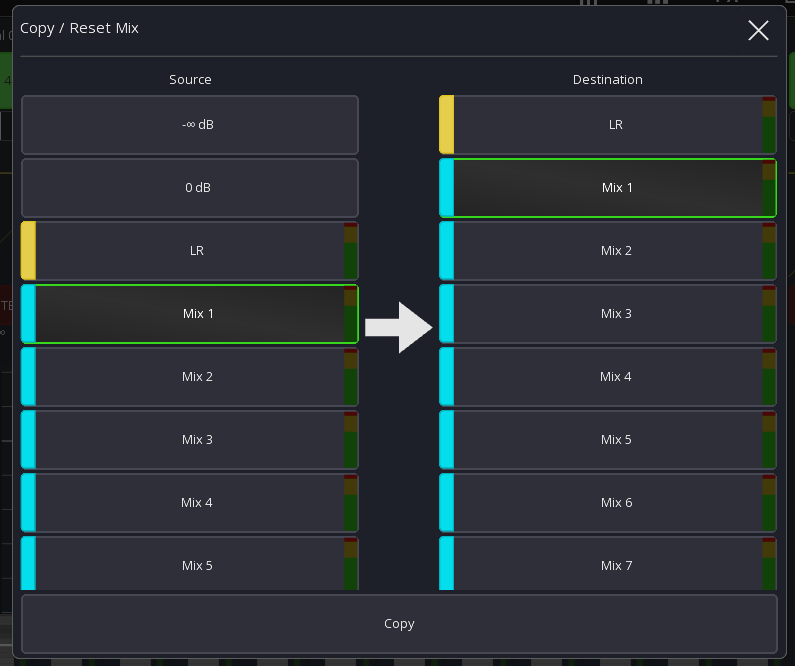 Copy / Reset Mix
Source
-∞ dB
0 dB
LR
Mix 1
Mix 2
Mix 3
Mix 4
Mix 5
Destination
LR
Mix 1
Mix 2
Mix 3
Mix 4
Mix 5
Mix 6
Mix 7
Copy